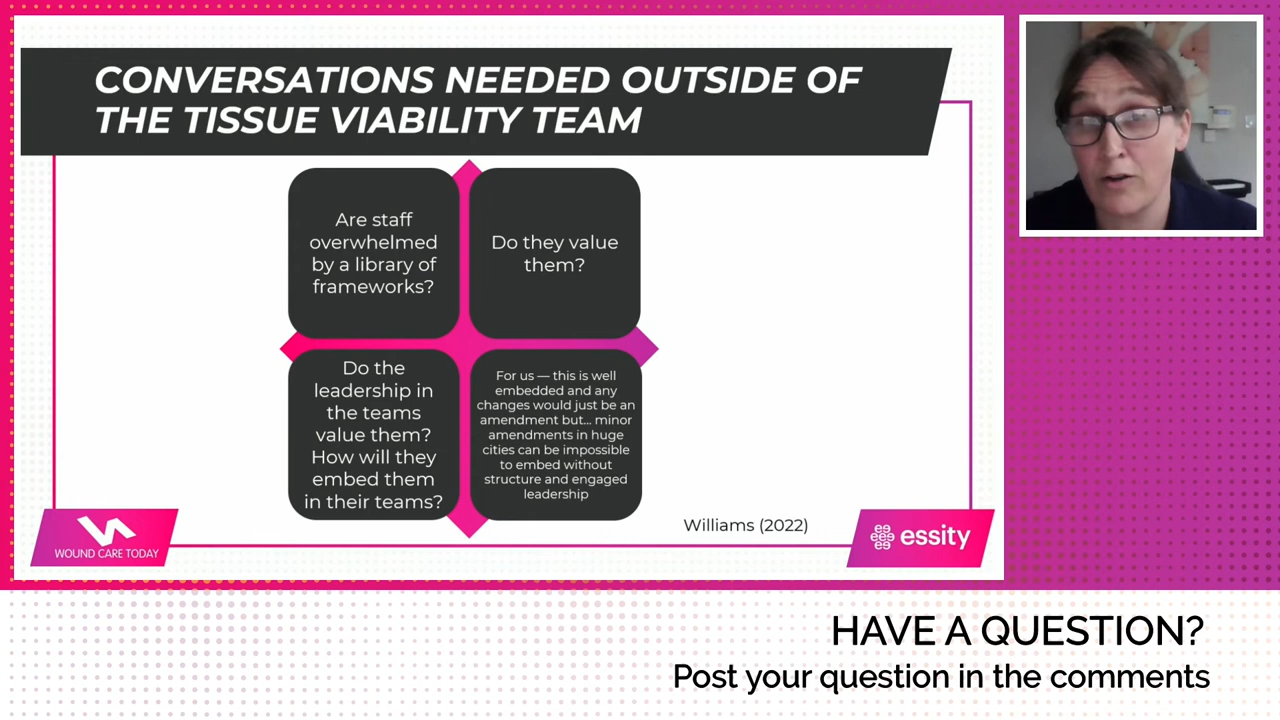 CONVERSATIONS NEEDED OUTSIDE OF
THE TISSUE VIABILITY TEAM
Are staff
overwhelmed
by a library of
frameworks?
Do they value
them?
Do the
leadership in
the teams
value them?
How will they
embed them
in their teams?
For us — this is well
embedded and any
changes would just be an
amendment but... minor
amendments in huge
cities can be impossible
to embed without
structure and engaged
leadership
Williams (2022)
WOUND CARE TODAY
essity
HAVE A QUESTION?
Post your question in the comments